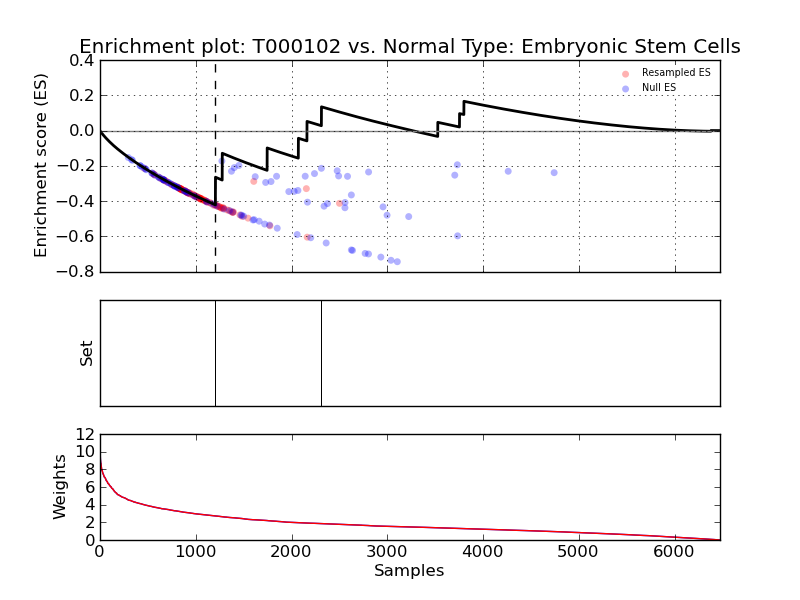 Enrichment plot: T000102 vs. Normal Type: Embryonic Stem Cells
Enrichment score (ES)
0.4
0.2
0.0
−0.2
−0.4
−0.6
−0.8
Resampled ES
Null ES
Set
Weights
12
10
8
6
4
2
0
0 1000 2000 3000 4000 5000 6000
Samples